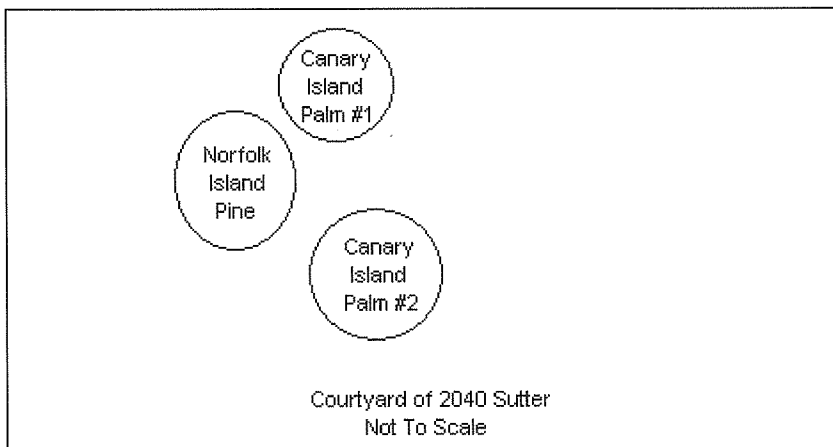 Canary
Island
Palm #1
Norfolk
Island
Pine
Canary
Island
Palm #2
Courtyard of 2040 Sutter
Not To Scale